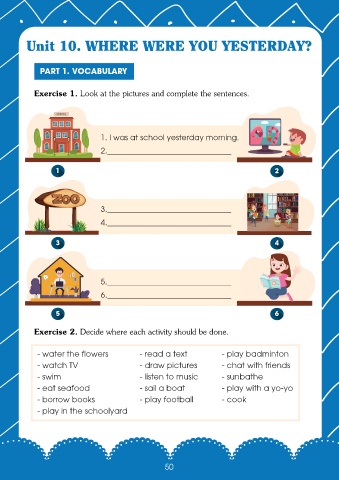 Unit 10. WHERE WERE YOU YESTERDAY?
PART 1. VOCABULARY
Exercise 1. Look at the pictures and complete the sentences.
1. I was at school yesterday morning.
2.
1
2
ZOO
3.
4.
3
4
5.
6.
5
6
Exercise 2. Decide where each activity should be done.
- water the flowers - read a text - play badminton
- watch TV - draw pictures - chat with friends
- swim - listen to music - sunbathe
- eat seafood - sail a boat - play with a yo-yo
- borrow books - play football - cook
- play in the schoolyard
50